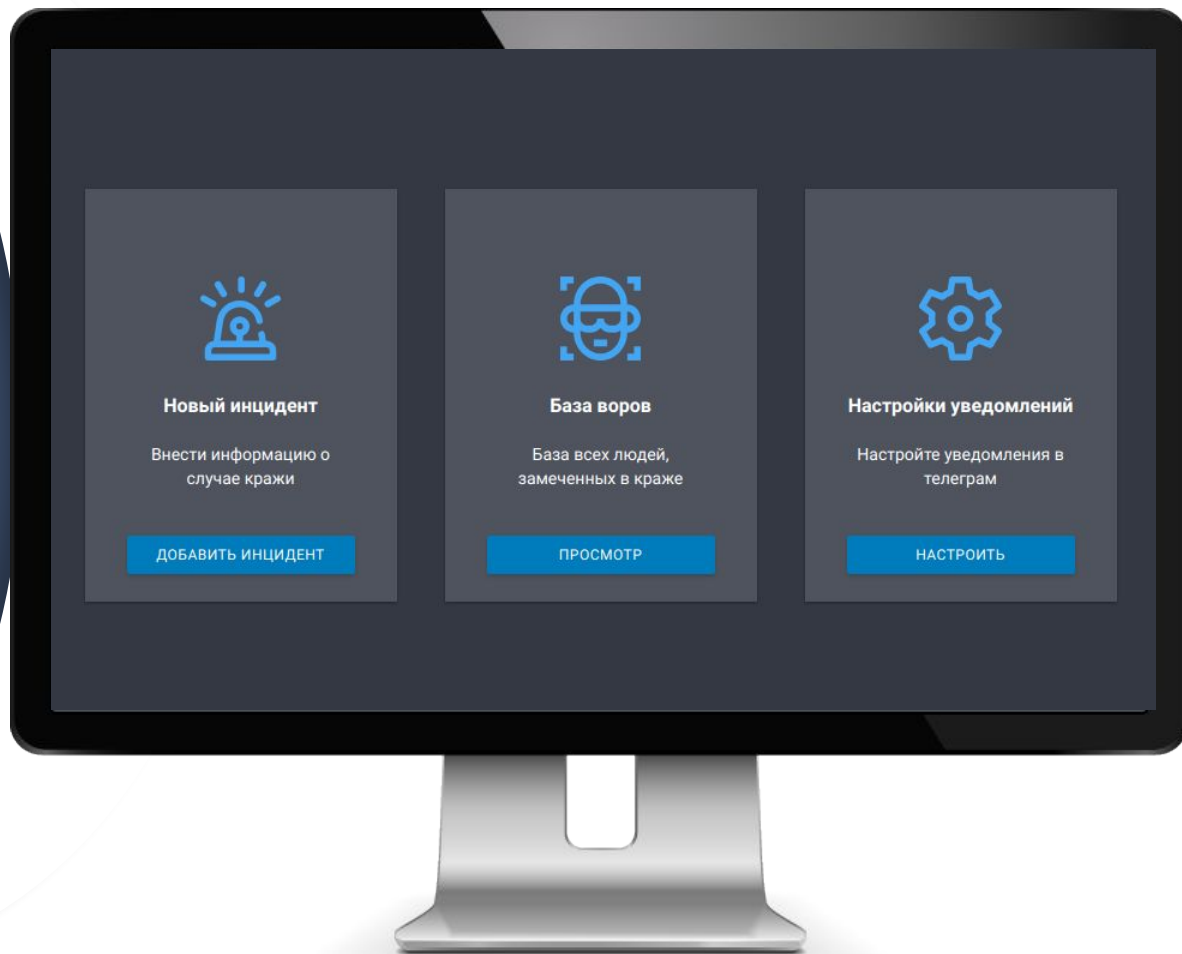 Новый инцидент
Внести информацию о
случае кражи
ДОБАВИТЬ ИНЦИДЕНТ
База воров
База всех людей,
замеченных в краже
ПРОСМОТР
Настройки уведомлений
Настройте уведомления в
телеграм
НАСТРОИТЬ